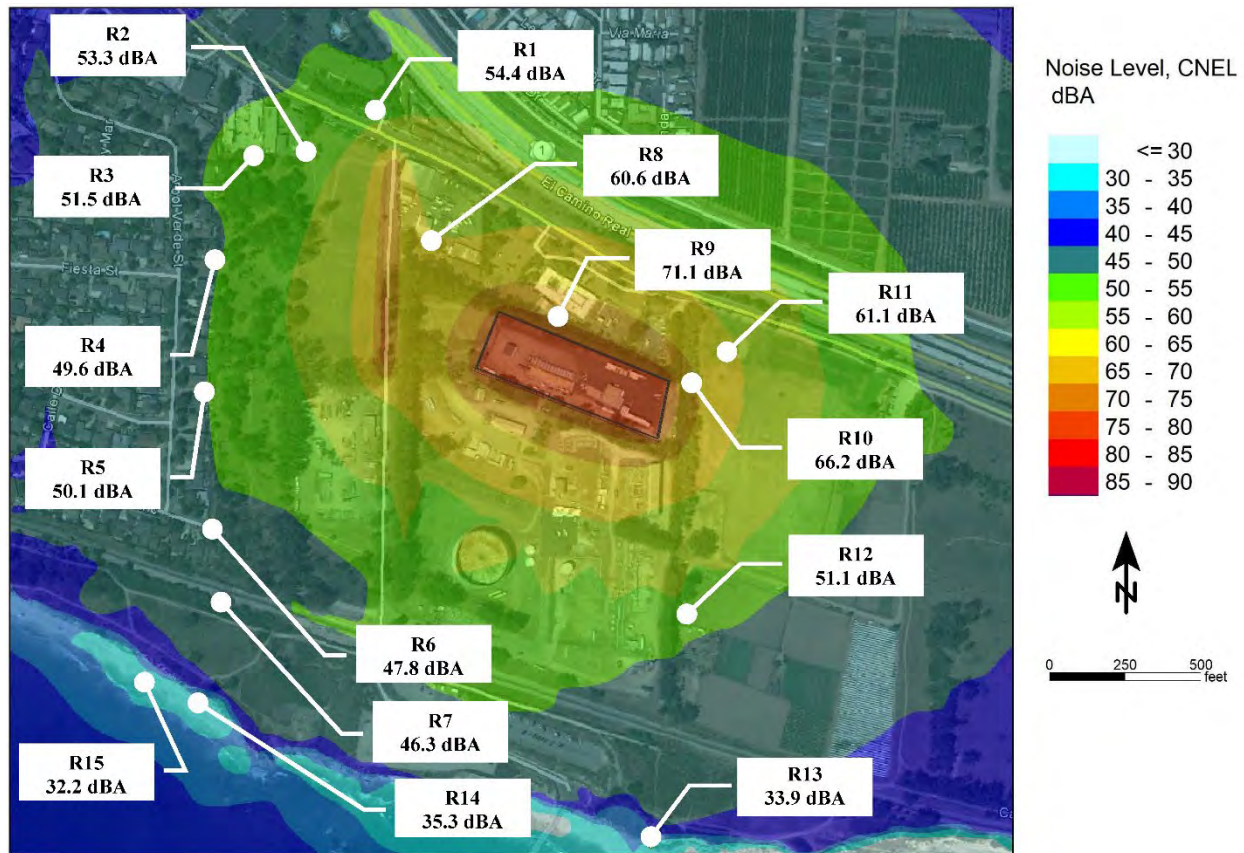 R2
53.3 dBA
R1
54.4 dBA
R3
51.5 dBA
R8
60.6 dBA
R9
71.1 dBA
R11
61.1 dBA
R4
49.6 dBA
R10
66.2 dBA
R5
50.1 dBA
R12
51.1 dBA
R6
47.8 dBA
R7
46.3 dBA
R15
32.2 dBA
R14
35.3 dBA
R13
33.9 dBA
Via Maria
El Camino Real
1
Arbol Verde St
Fiesta St
Noise Level, CNEL
dBA
<= 30
30 - 35
35 - 40
40 - 45
45 - 50
50 - 55
55 - 60
60 - 65
65 - 70
70 - 75
75 - 80
80 - 85
85 - 90
N
0 250 500
feet